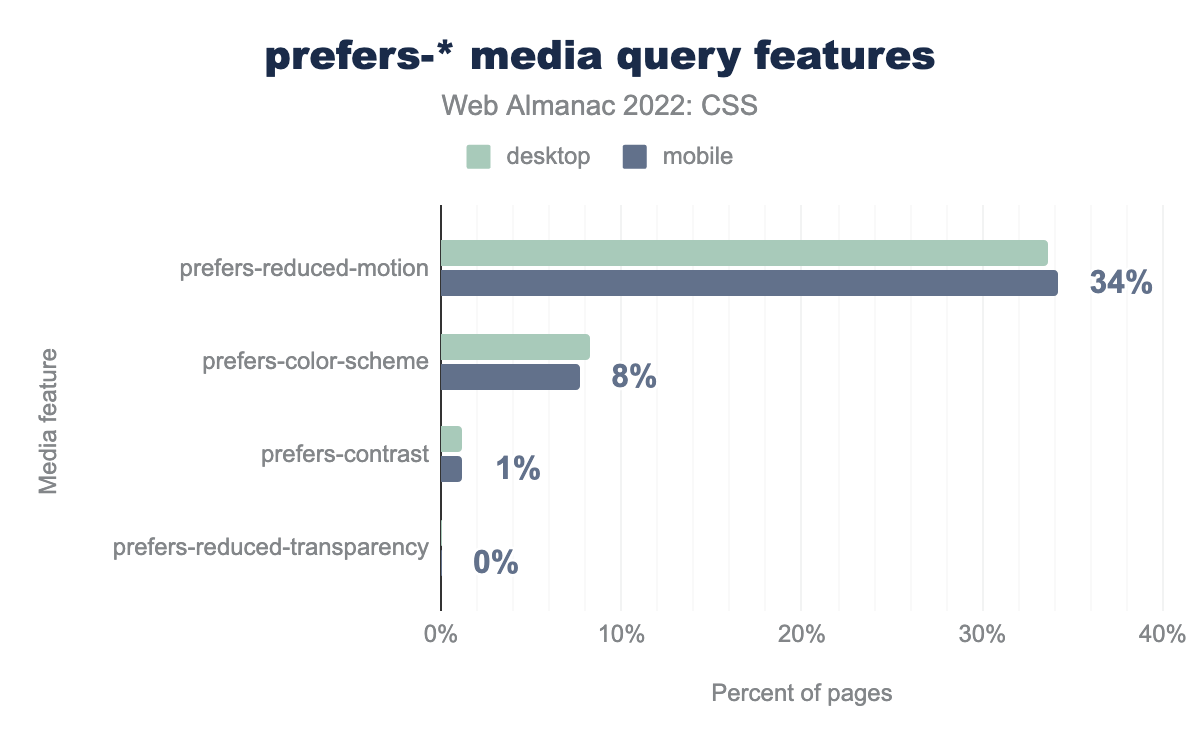 prefers-* media query features
Web Almanac 2022: CSS
desktop mobile
prefers-reduced-motion
34%
prefers-color-scheme
8%
prefers-contrast
1%
prefers-reduced-transparency
0%
Media feature
0% 10% 20% 30% 40%
Percent of pages